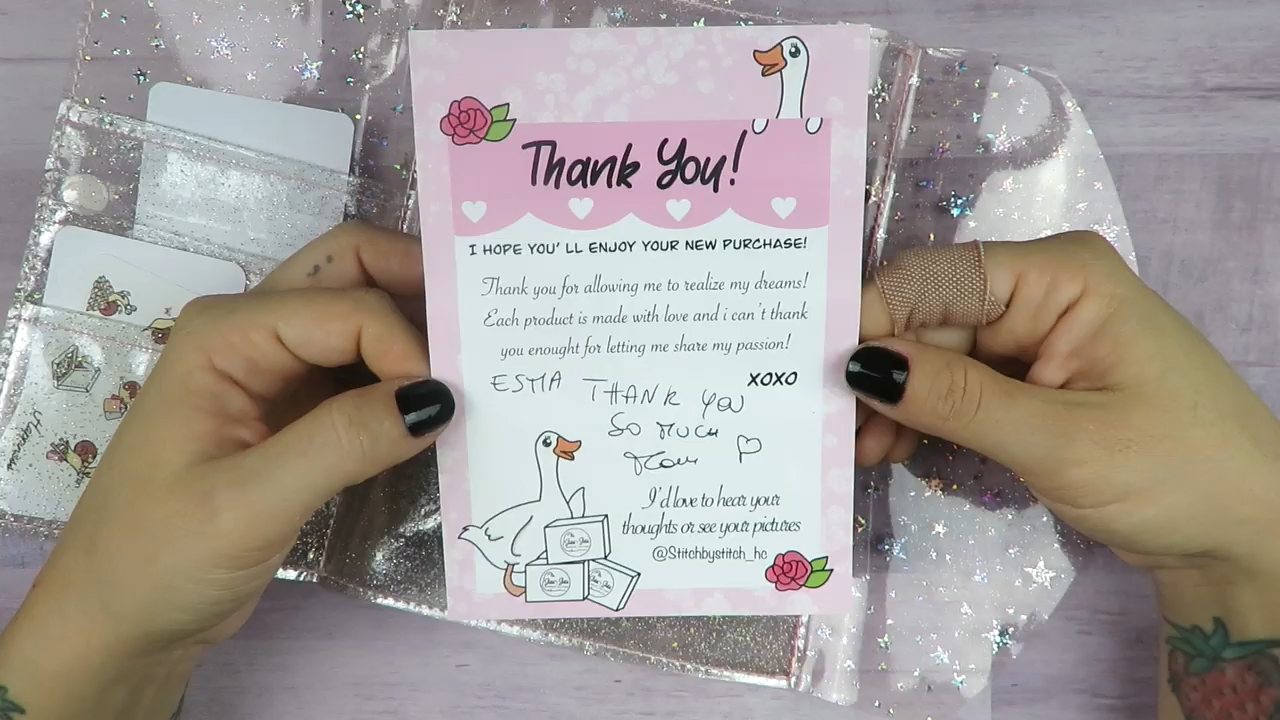 Thank You!
I HOPE YOU' LL ENJOY YOUR NEW PURCHASE!
Thank you for allowing me to realize my dreams!
Each product is made with love and i can't thank
you enought for letting me share my passion!
XOXO
ESMA THANK YOU
SO MUCH
I'd love to hear your
thoughts or see your pictures
@Stitchbystitch_hc